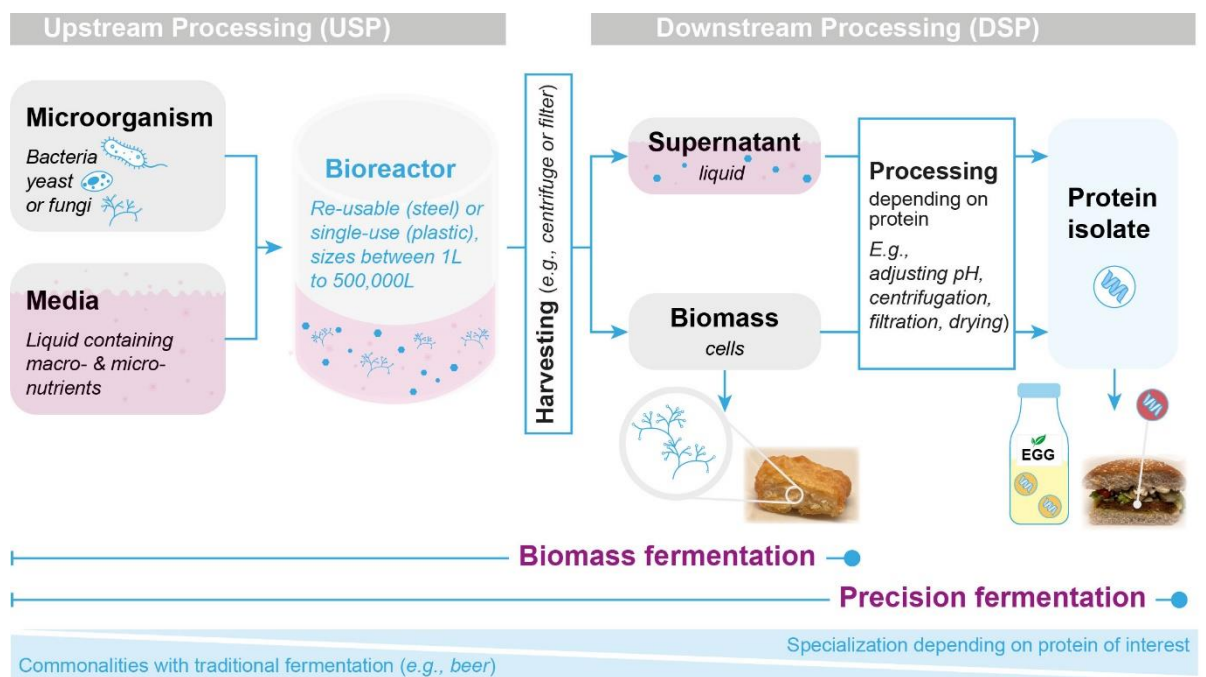 Upstream Processing (USP)
Downstream Processing (DSP)
Microorganism
Bacteria
yeast
or fungi
Media
Liquid containing
macro- & micro-
nutrients
Bioreactor
Re-usable (steel) or
single-use (plastic),
sizes between 1L
to 500,000L
Harvesting (e.g., centrifuge or filter)
Supernatant
liquid
Biomass
cells
Processing
depending on
protein
E.g.,
adjusting pH,
centrifugation,
filtration, drying)
Protein
isolate
EGG
Biomass fermentation
Precision fermentation
Specialization depending on protein of interest
Commonalities with traditional fermentation (e.g., beer)